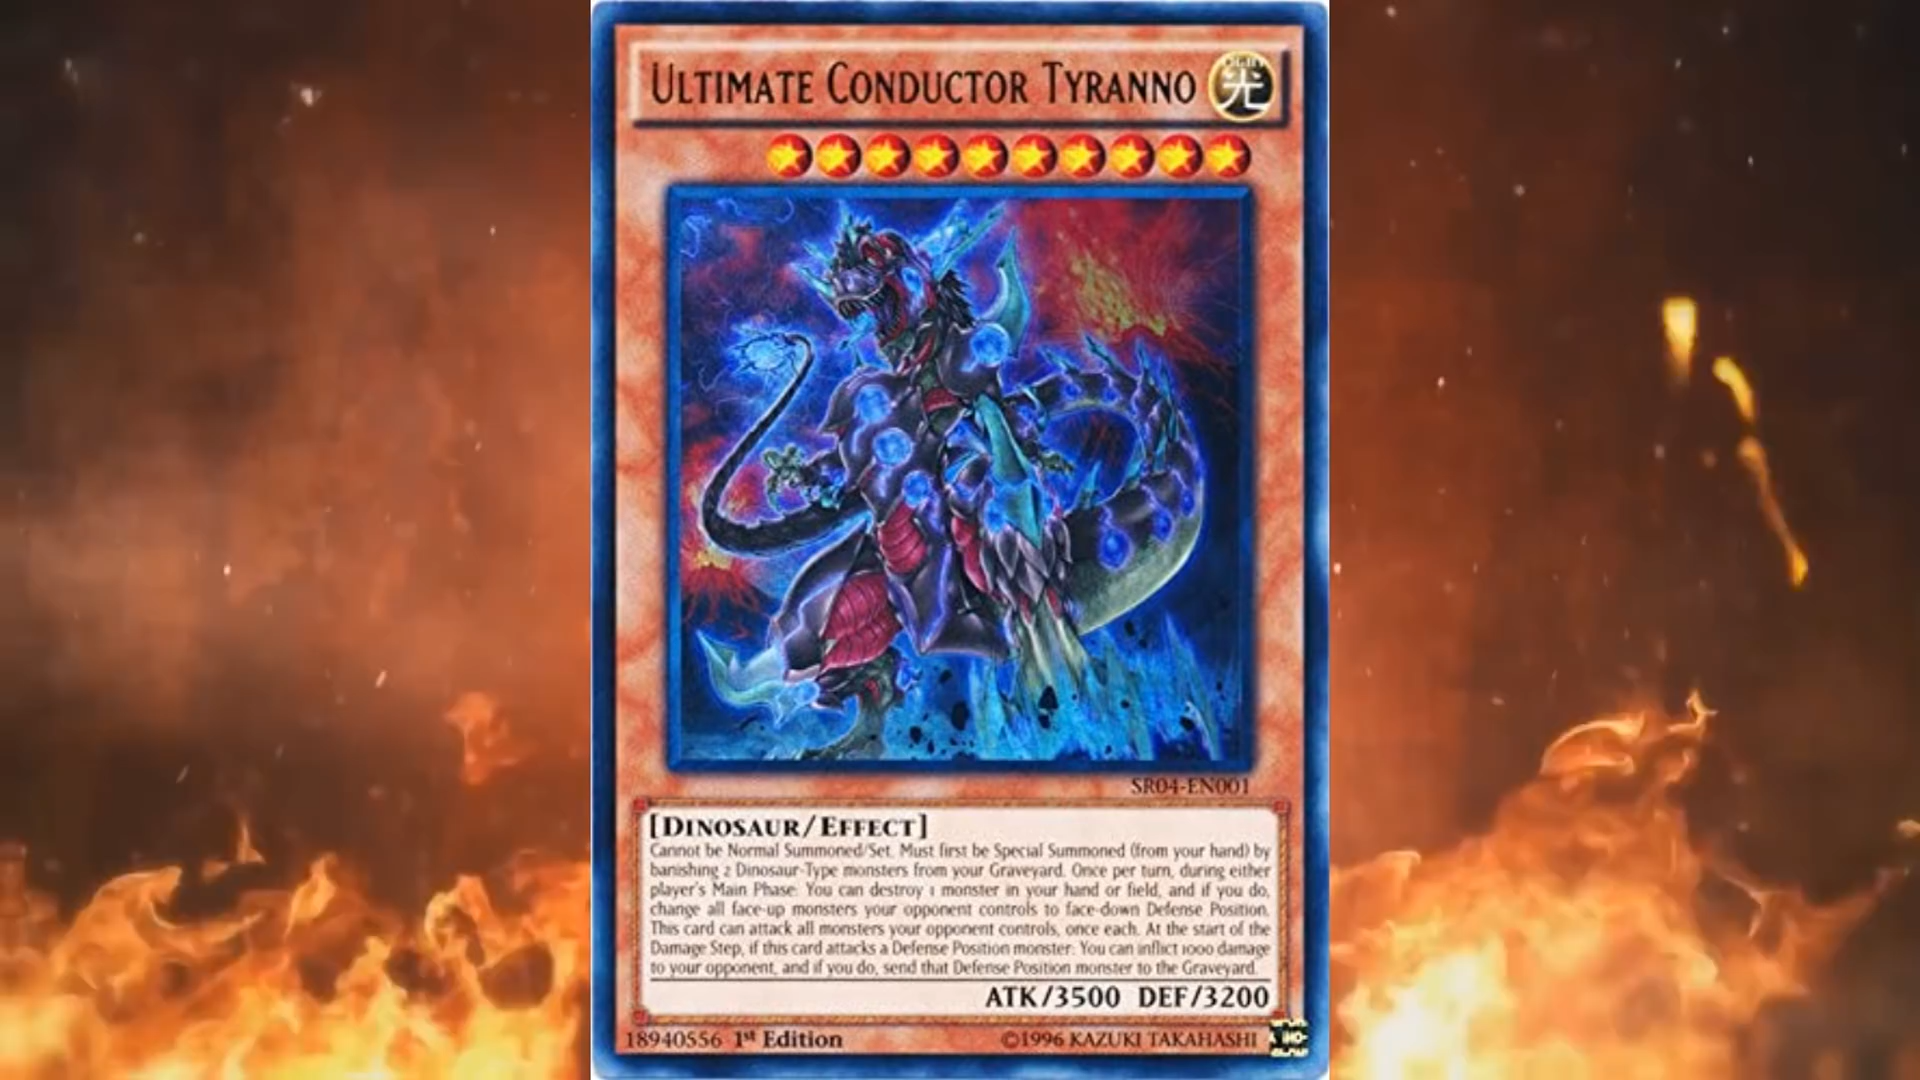 ULTIMATE CONDUCTOR TYRANNO
LIGHT
光
SR04-EN001
[DINOSAUR/EFFECT]
Cannot be Normal Summoned/Set. Must first be Special Summoned (from your hand) by
banishing 2 Dinosaur-Type monsters from your Graveyard. Once per turn, during either
player's Main Phase: You can destroy 1 monster in your hand or field, and if you do,
change all face-up monsters your opponent controls to face-down Defense Position.
This card can attack all monsters your opponent controls, once each. At the start of the
Damage Step, if this card attacks a Defense Position monster: You can inflict 1000 damage
to your opponent, and if you do, send that Defense Position monster to the Graveyard.
ATK/3500 DEF/3200
18940556 1st Edition ©1996 KAZUKI TAKAHASHI